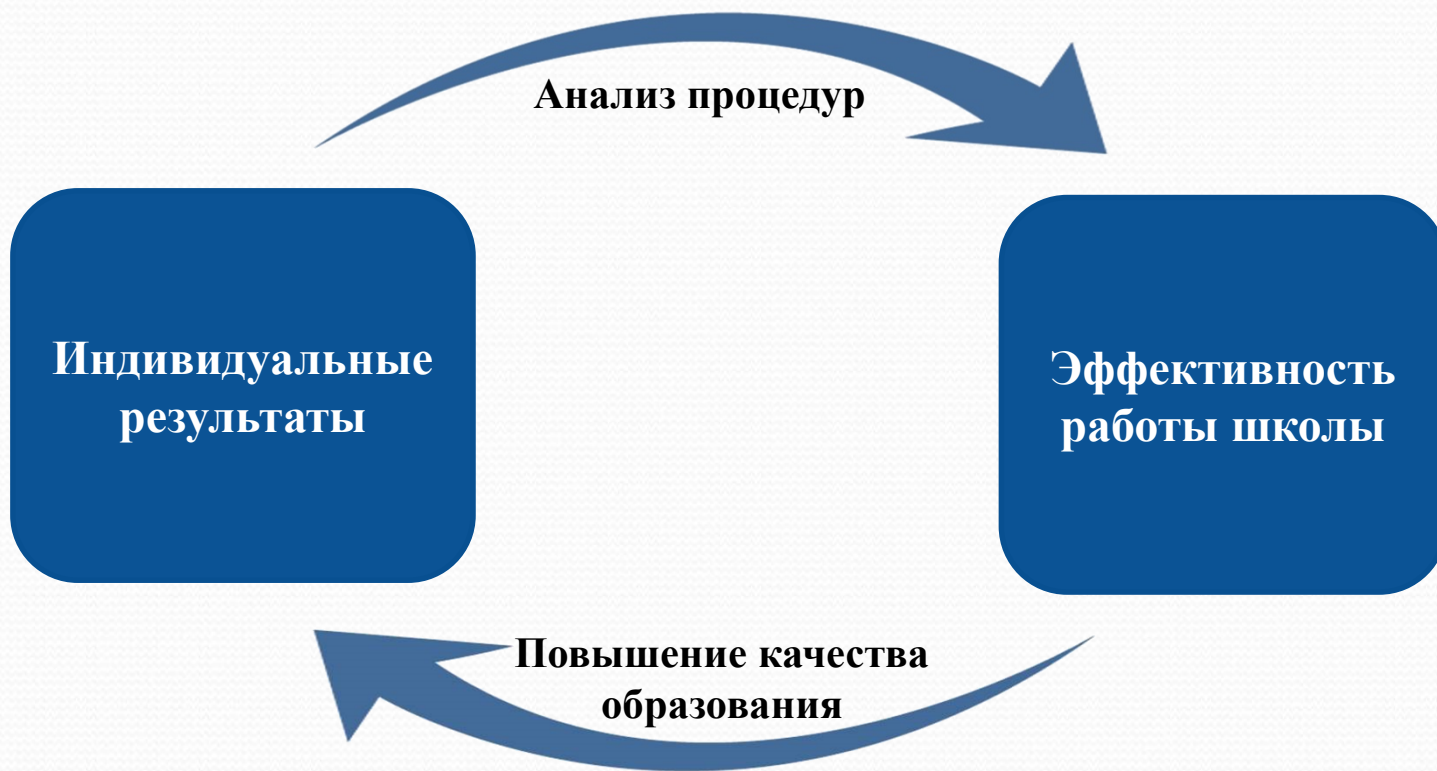 Анализ процедур
Индивидуальные
результаты
Эффективность
работы школы
Повышение качества
образования